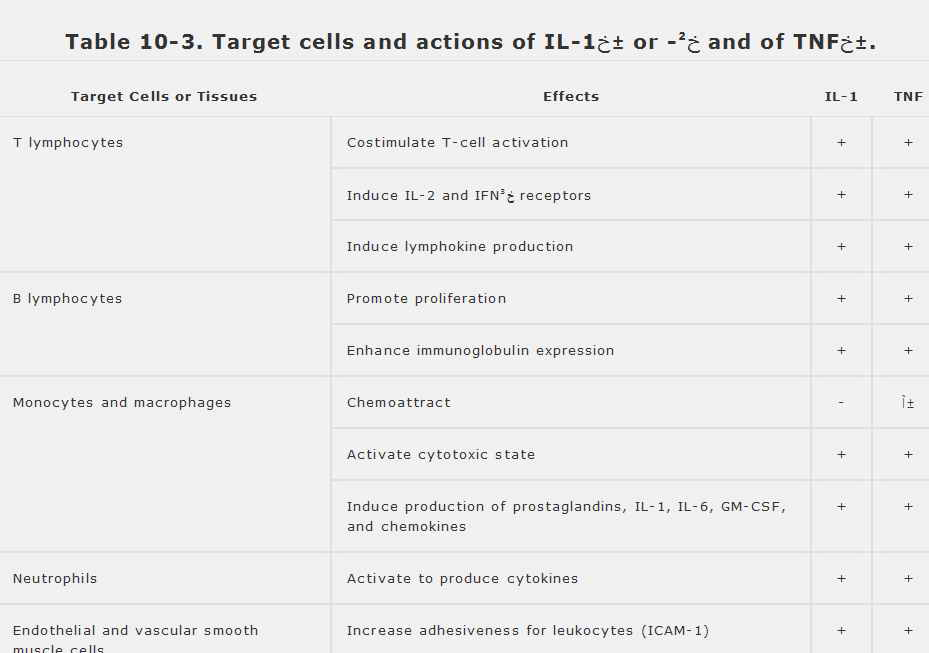 Table 10-3. Target cells and actions of IL-1خ± or -خ² and of TNFخ±.
Target Cells or Tissues Effects IL-1 TNF
T lymphocytes Costimulate T-cell activation + +
Induce IL-2 and IFNخ³ receptors + +
Induce lymphokine production + +
B lymphocytes Promote proliferation + +
Enhance immunoglobulin expression + +
Monocytes and macrophages Chemoattract - آ±
Activate cytotoxic state + +
Induce production of prostaglandins, IL-1, IL-6, GM-CSF, + +
and chemokines
Neutrophils Activate to produce cytokines + +
Endothelial and vascular smooth Increase adhesiveness for leukocytes (ICAM-1) + +
muscle cells